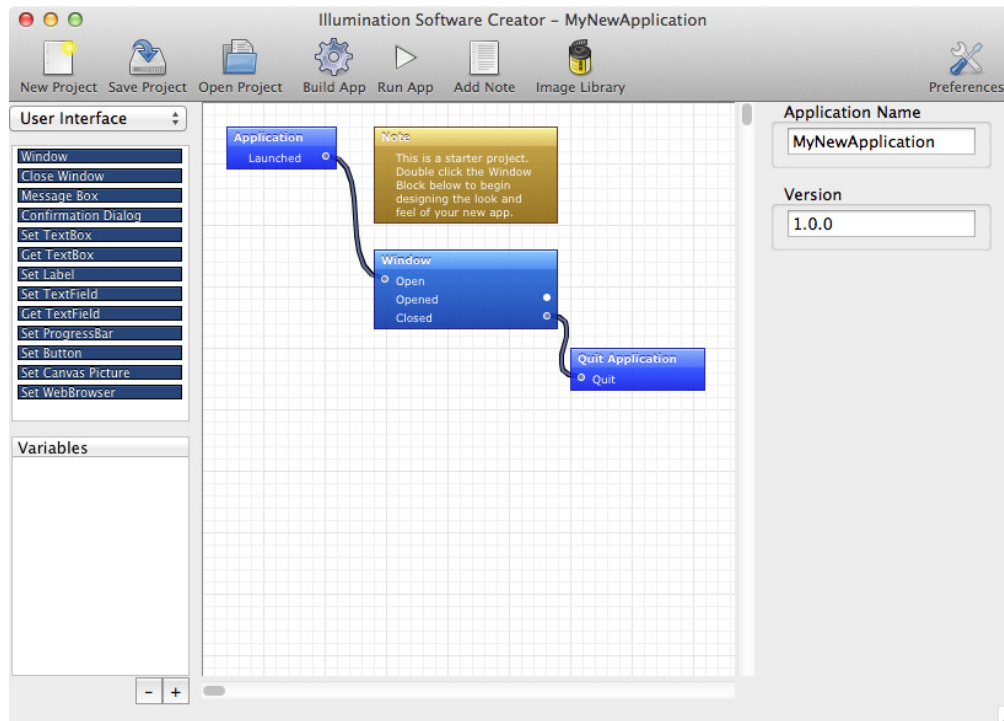 Illumination Software Creator – MyNewApplication
New Project Save Project Open Project Build App Run App Add Note Image Library Preferences
User Interface
Window
Close Window
Message Box
Confirmation Dialog
Set TextBox
Get TextBox
Set Label
Set TextField
Get TextField
Set ProgressBar
Set Button
Set Canvas Picture
Set WebBrowser
Variables
- +
Application
Launched
Note
This is a starter project.
Double click the Window
Block below to begin
designing the look and
feel of your new app.
Window
Open
Opened
Closed
Quit Application
Quit
Application Name
MyNewApplication
Version
1.0.0